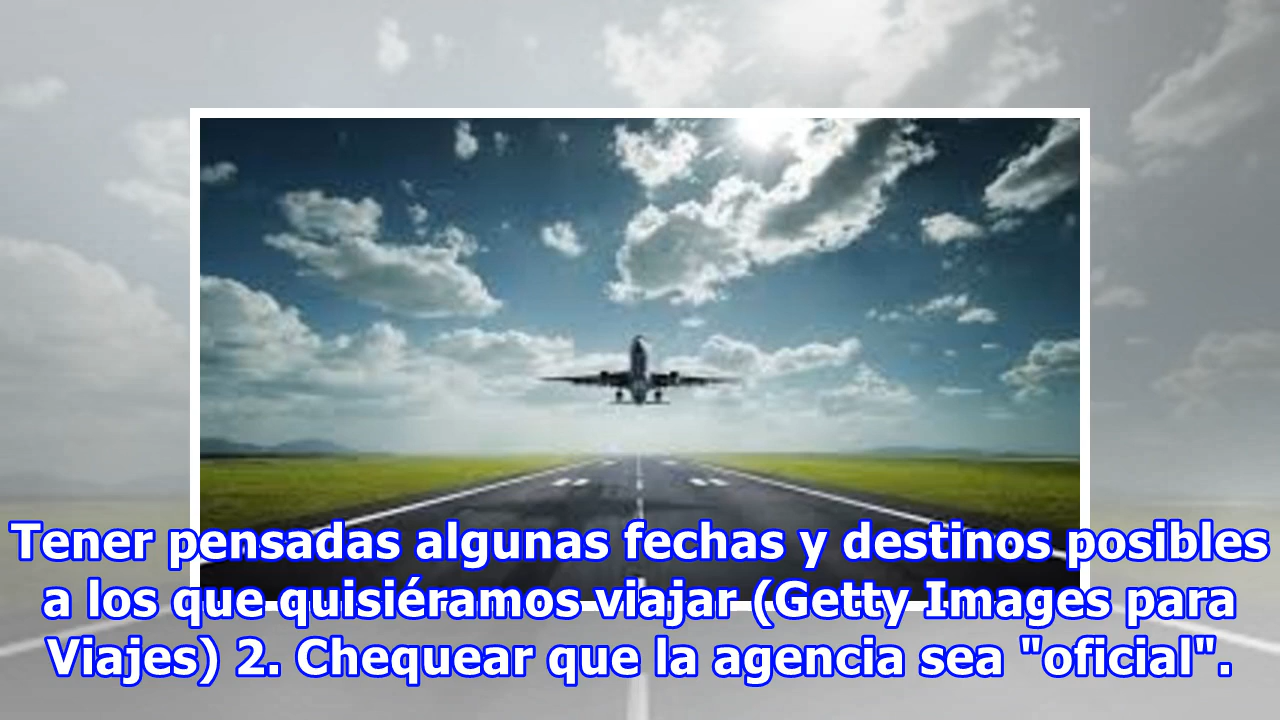 Tener pensadas algunas fechas y destinos posibles
a los que quisiéramos viajar (Getty Images para
Viajes) 2. Chequear que la agencia sea "oficial".